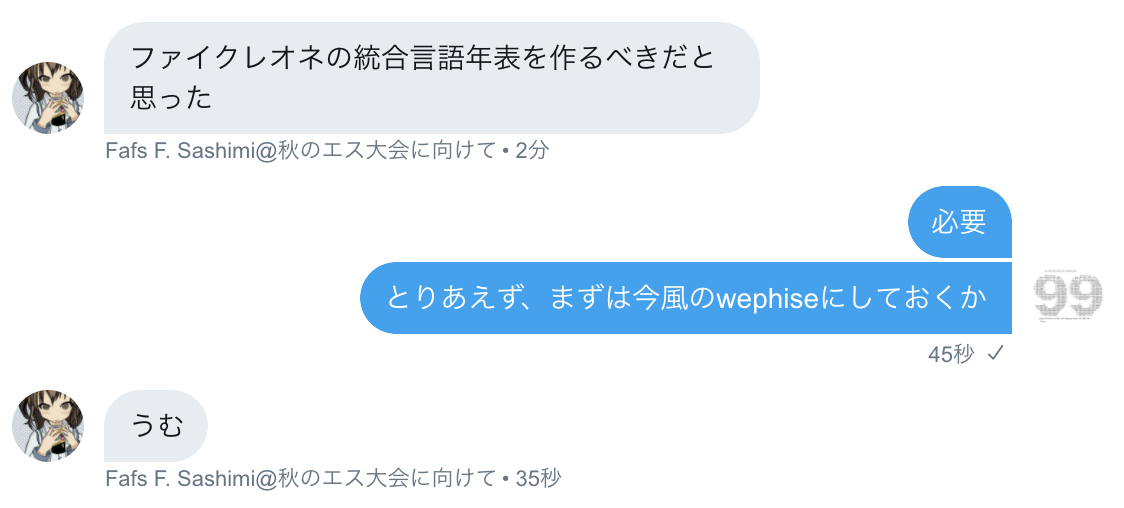 ファイクレオネの統合言語年表を作るべきだと
思った
Fafs F. Sashimi@秋のエス大会に向けて • 2分
必要
とりあえず、まずは今風のwephiseにしておくか
99
45秒 ✓
うむ
Fafs F. Sashimi@秋のエス大会に向けて • 35秒